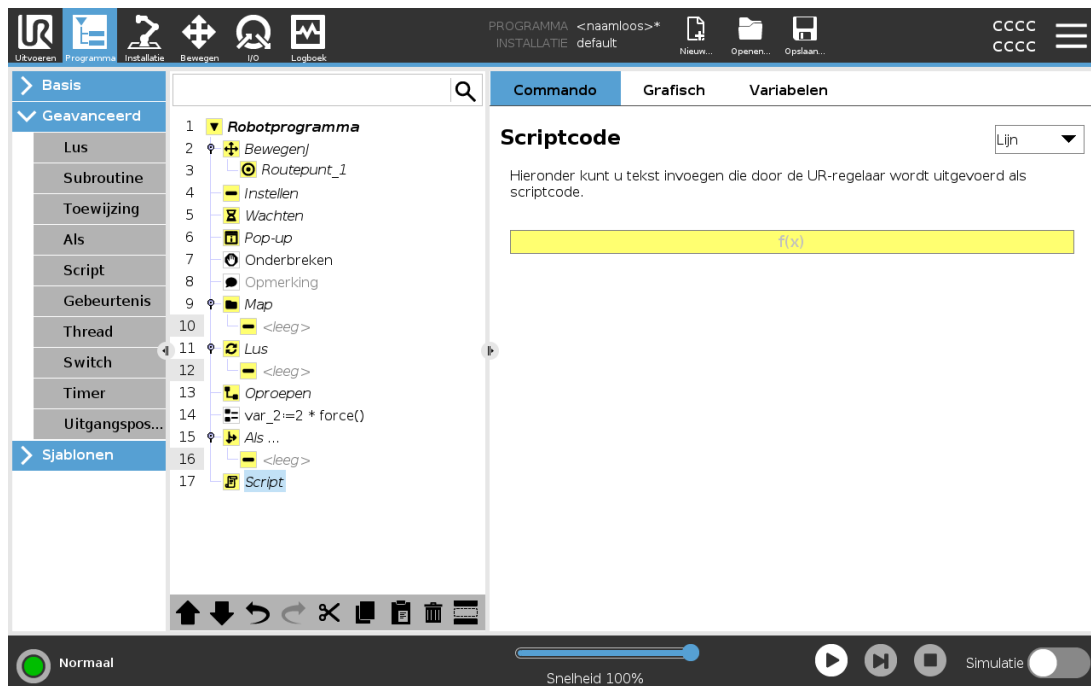 PROGRAMMA <naamloos>*
INSTALLATIE default
CCCC
CCCC
Uitvoeren Programma Installatie Bewegen I/O Logboek
Nieuw... Openen... Opslaan...
Basis
Geavanceerd
Lus
Subroutine
Toewijzing
Als
Script
Gebeurtenis
Thread
Switch
Timer
Uitgangspos...
Sjablonen
1 Robotprogramma
2 BewegenJ
3 Routepunt_1
4 Instellen
5 Wachten
6 Pop-up
7 Onderbreken
8 Opmerking
9 Map
10 <leeg>
11 Lus
12 <leeg>
13 Oproepen
14 var_2:=2 * force()
15 Als ...
16 <leeg>
17 Script
Commando Grafisch Variabelen
Scriptcode
Lijn
Hieronder kunt u tekst invoegen die door de UR-regelaar wordt uitgevoerd als
scriptcode.
f(x)
Normaal
Snelheid 100%
Simulatie